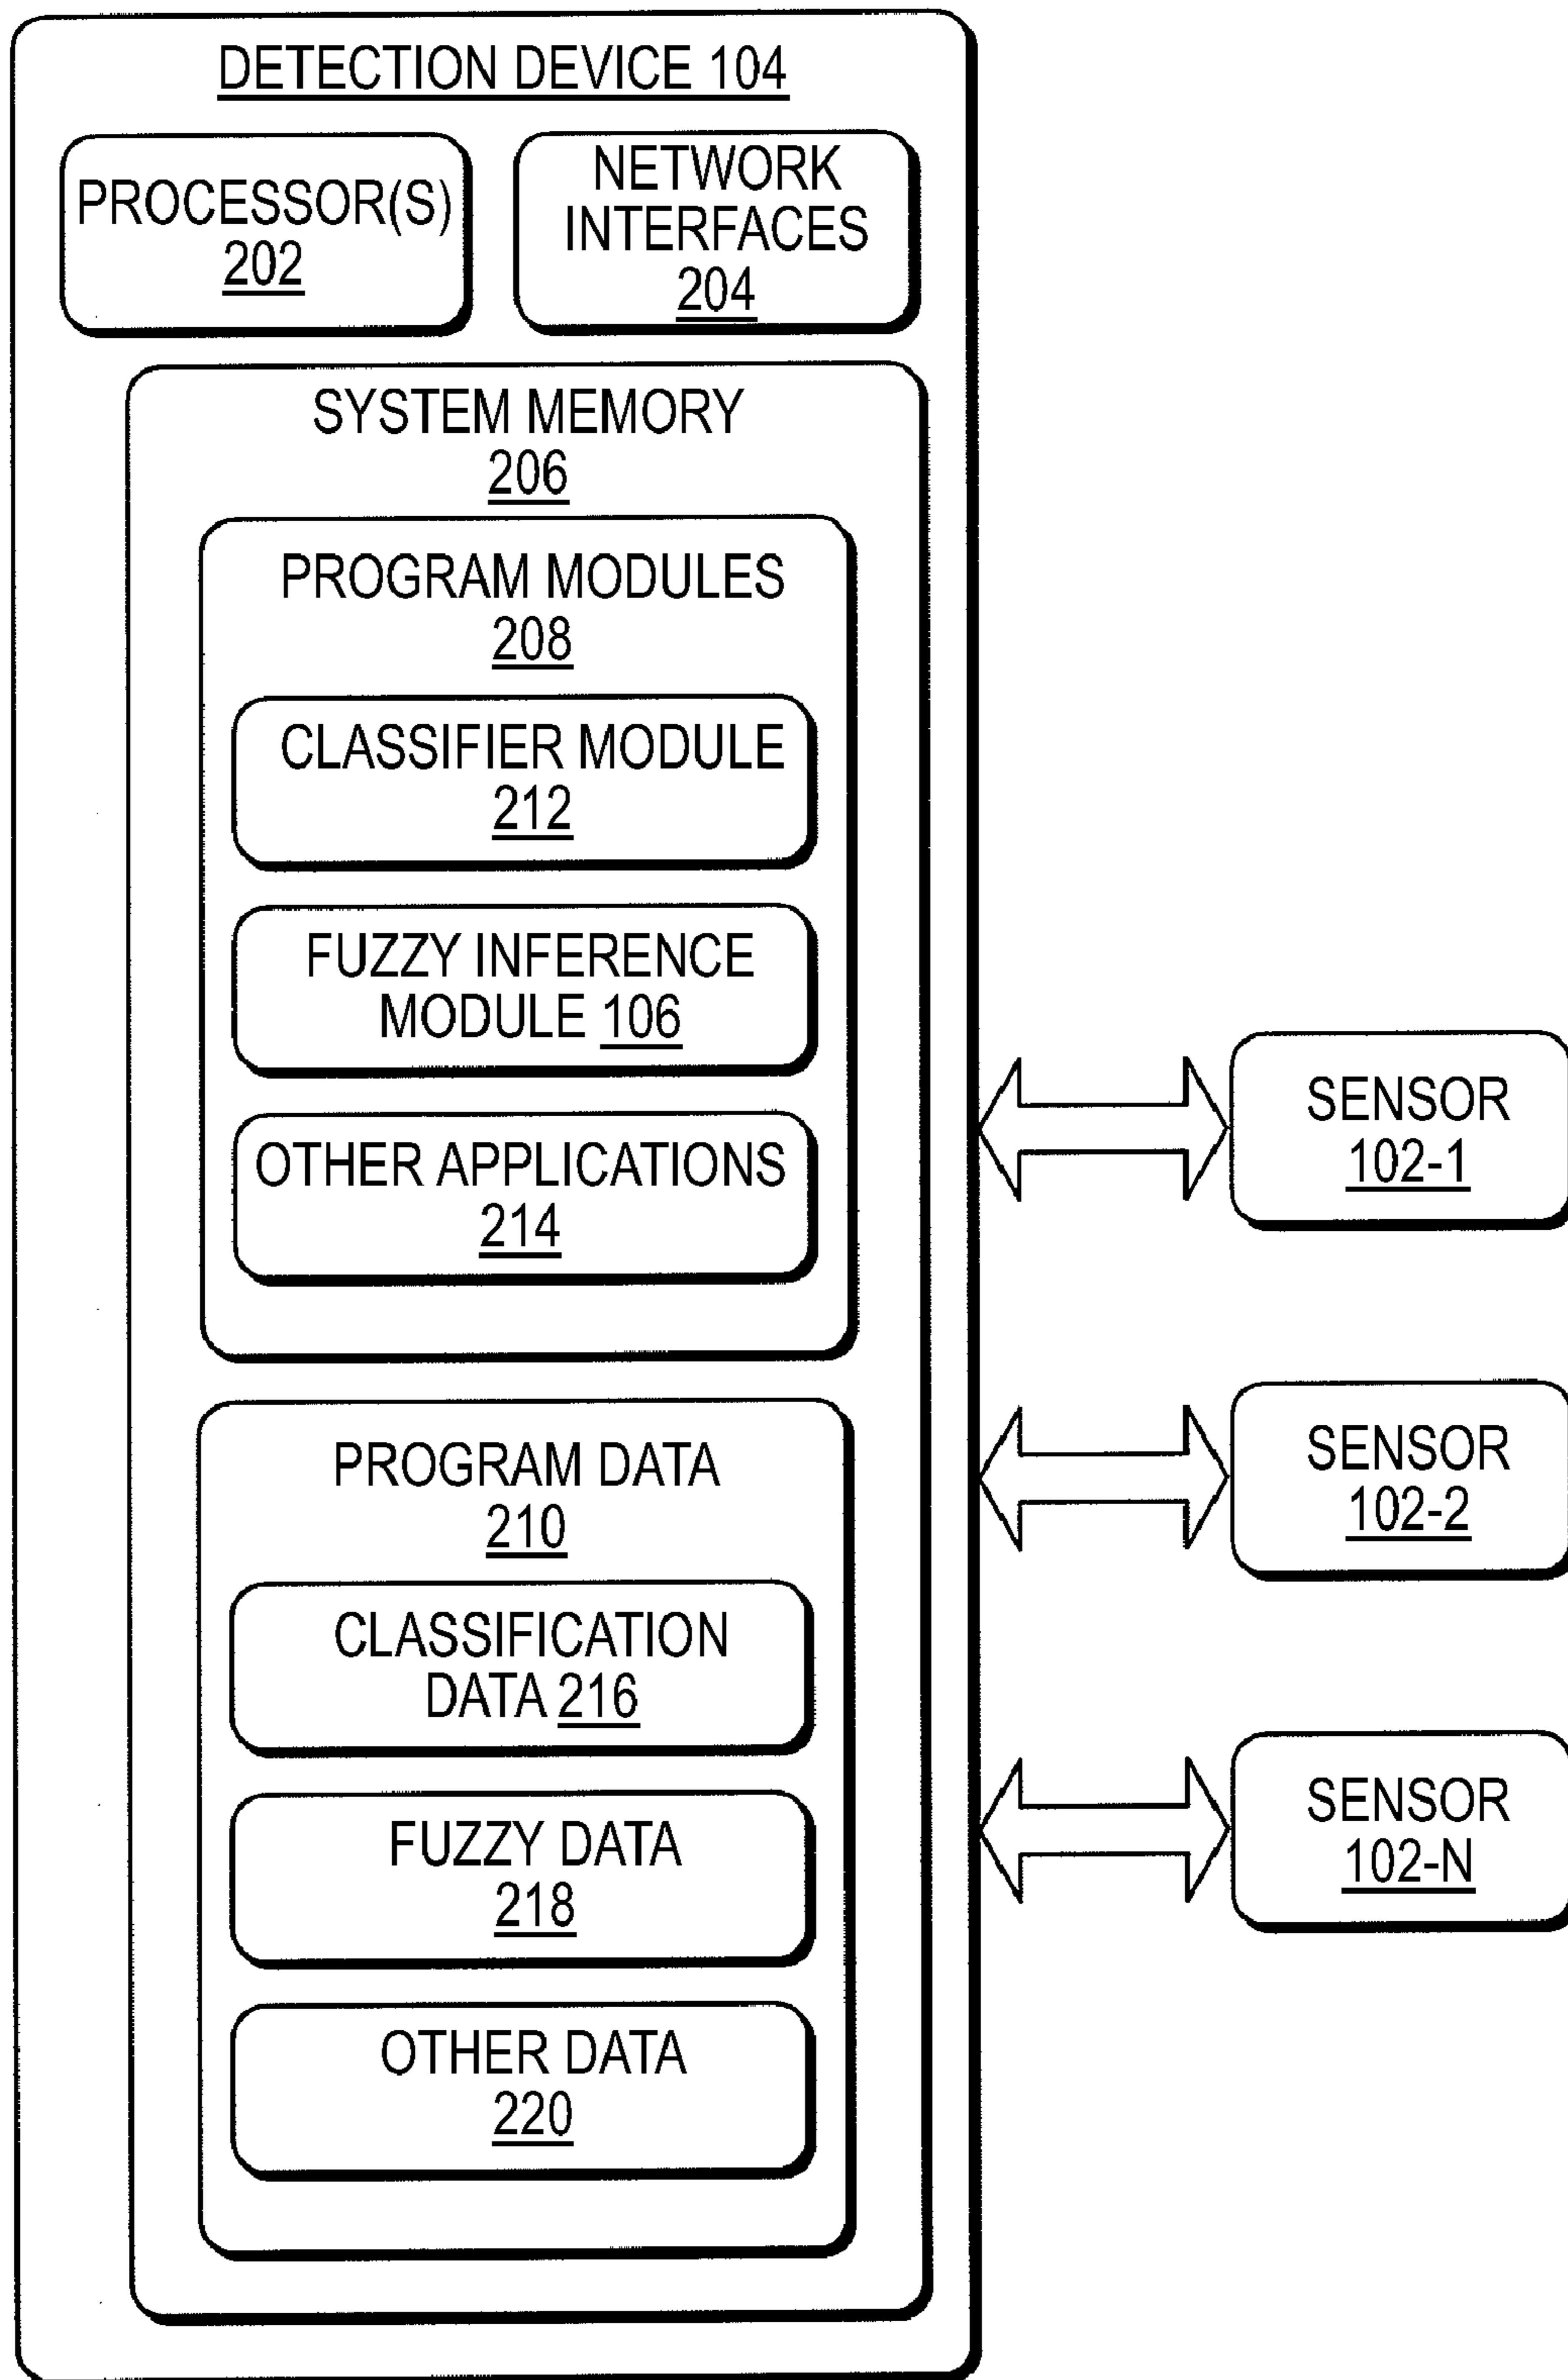 DETECTION DEVICE 104
PROCESSOR(S)
202
NETWORK
INTERFACES
204
SYSTEM MEMORY
206
PROGRAM MODULES
208
CLASSIFIER MODULE
212
FUZZY INFERENCE
MODULE 106
OTHER APPLICATIONS
214
PROGRAM DATA
210
CLASSIFICATION
DATA 216
FUZZY DATA
218
OTHER DATA
220
SENSOR
102-1
SENSOR
102-2
SENSOR
102-N